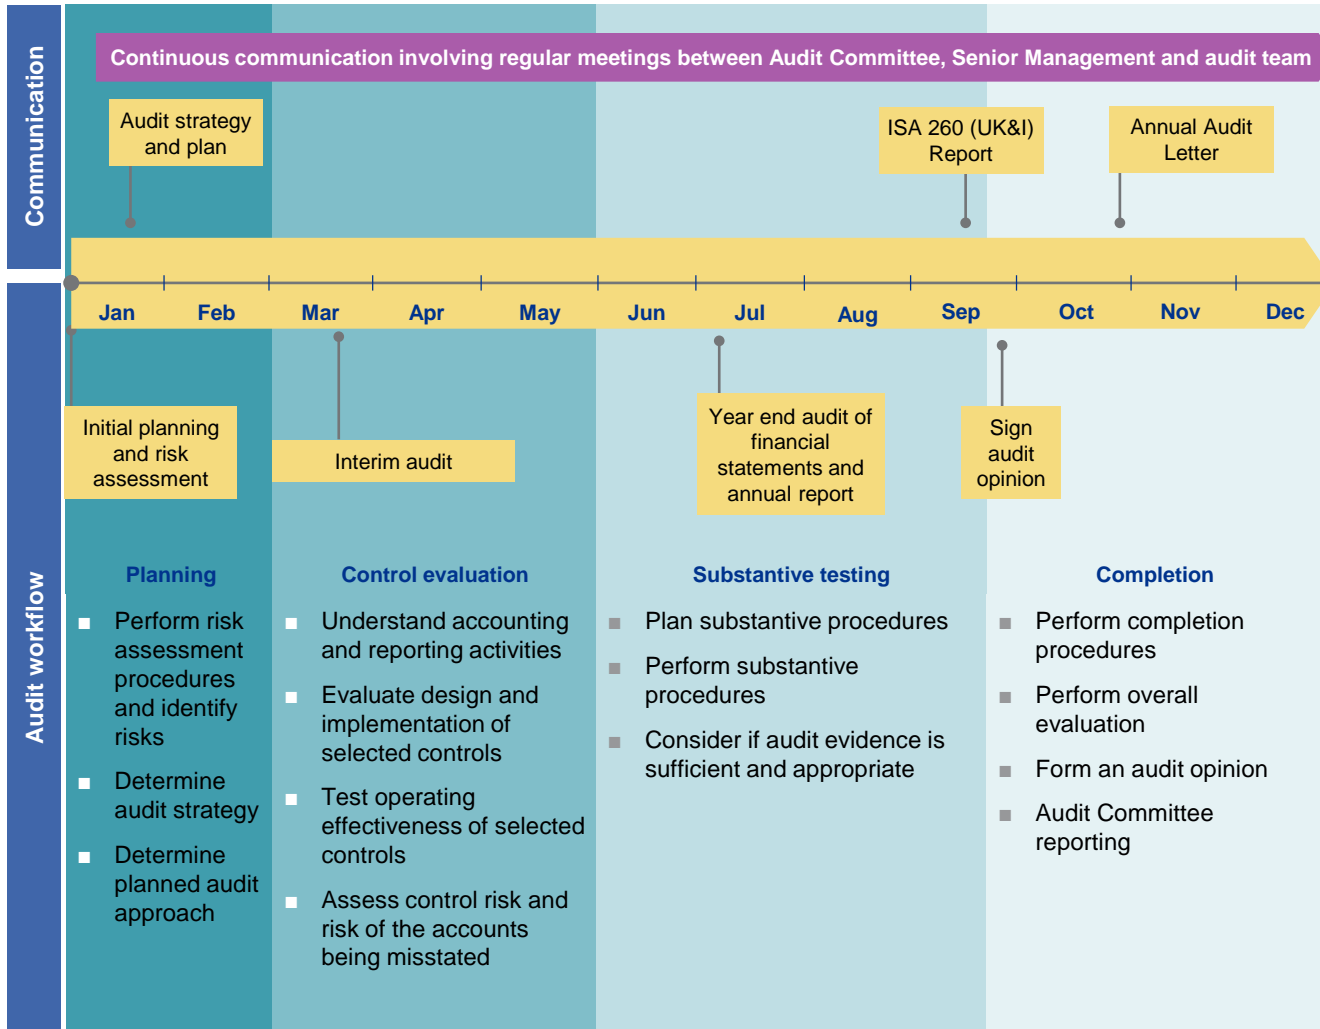 Communication
Continuous communication involving regular meetings between Audit Committee, Senior Management and audit team
Audit strategy
and plan
ISA 260 (UK&I)
Report
Annual Audit
Letter
Jan Feb Mar Apr May Jun Jul Aug Sep Oct Nov Dec
Audit workflow
Initial planning
and risk
assessment
Interim audit
Year end audit of
financial
statements and
annual report
Sign
audit
opinion
Planning
Perform risk
assessment
procedures
and identify
risks
Determine
audit strategy
Determine
planned audit
approach
Control evaluation
Understand accounting
and reporting activities
Evaluate design and
implementation of
selected controls
Test operating
effectiveness of selected
controls
Assess control risk and
risk of the accounts
being misstated
Substantive testing
Plan substantive procedures
Perform substantive
procedures
Consider if audit evidence is
sufficient and appropriate
Completion
Perform completion
procedures
Perform overall
evaluation
Form an audit opinion
Audit Committee
reporting